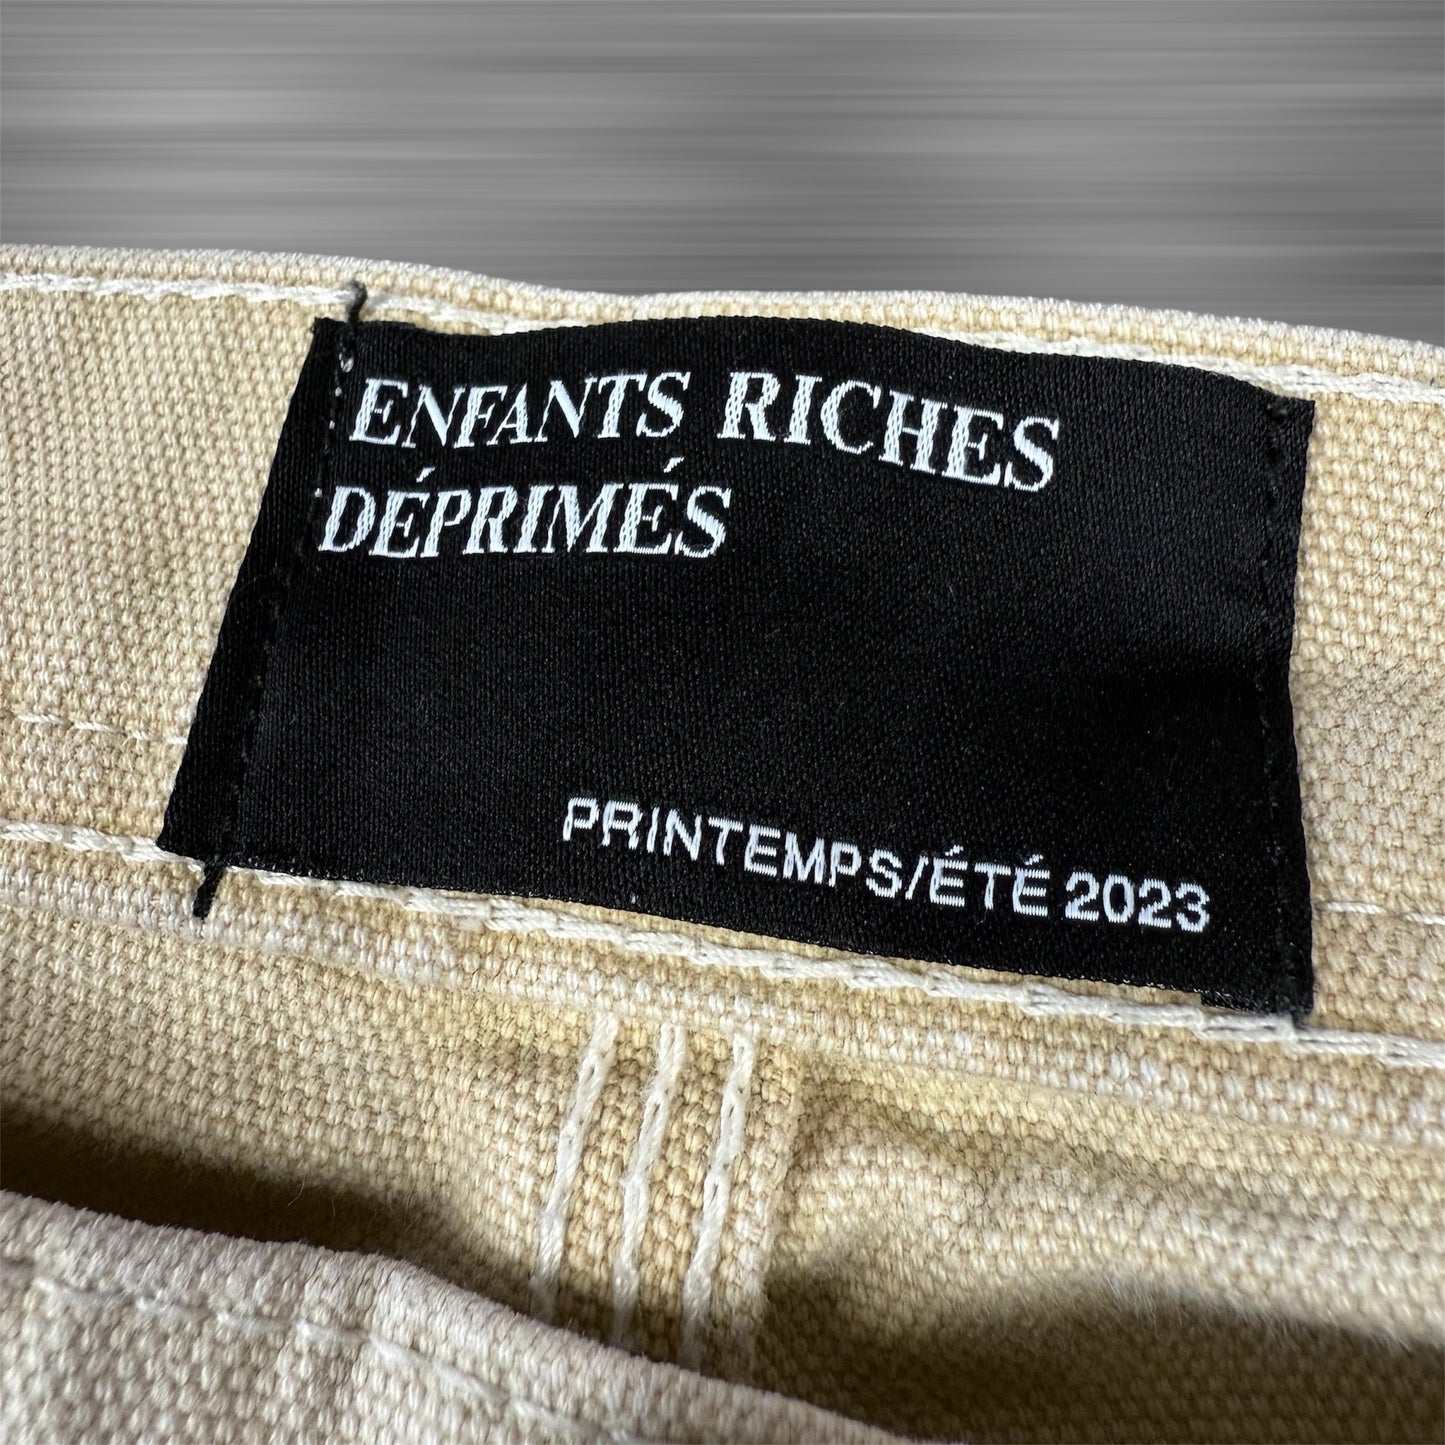 ENFANTS RICHES
DÉPRIMÉS
PRINTEMPS/ÉTÉ 2023